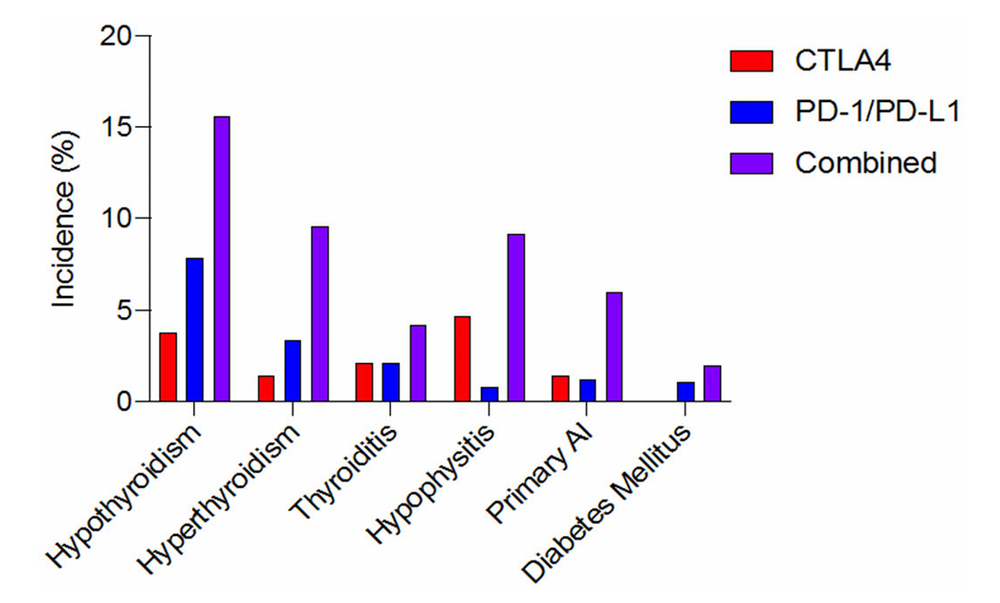 20
15
10
5
0
Incidence (%)
CTLA4
PD-1/PD-L1
Combined
Hypothyroidism
Hyperthyroidism
Thyroiditis
Hypophysitis
Primary AI
Diabetes Mellitus